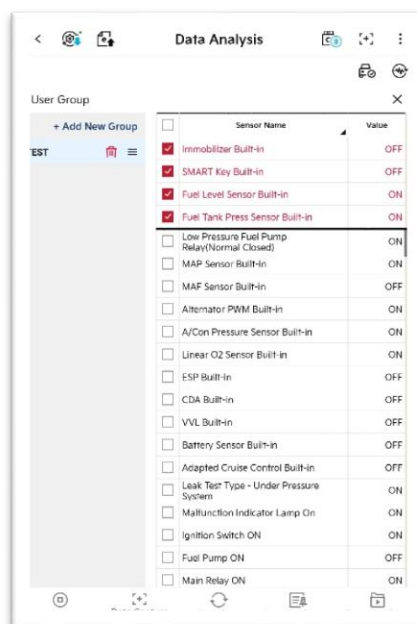 Data Analysis
User Group
+ Add New Group
Sensor Name
Value
EST
Immobilizer Built-in OFF
SMART Key Built-in OFF
Fuel Level Sensor Built-in ON
Fuel Tank Press Sensor Built-in ON
Low Pressure Fuel Pump
Relay(Normal Closed) ON
MAP Sensor Built-in ON
MAF Sensor Built-in OFF
Alternator PWM Built-in ON
A/Con Pressure Sensor Built-in ON
Linear O2 Sensor Built-in ON
ESP Built-in OFF
CDA Built-in OFF
VVL Built-in OFF
Battery Sensor Built-in OFF
Adapted Cruise Control Built-in OFF
Leak Test Type - Under Pressure
System ON
Malfunction Indicator Lamp On ON
Ignition Switch ON ON
Fuel Pump ON OFF
Main Relay ON ON